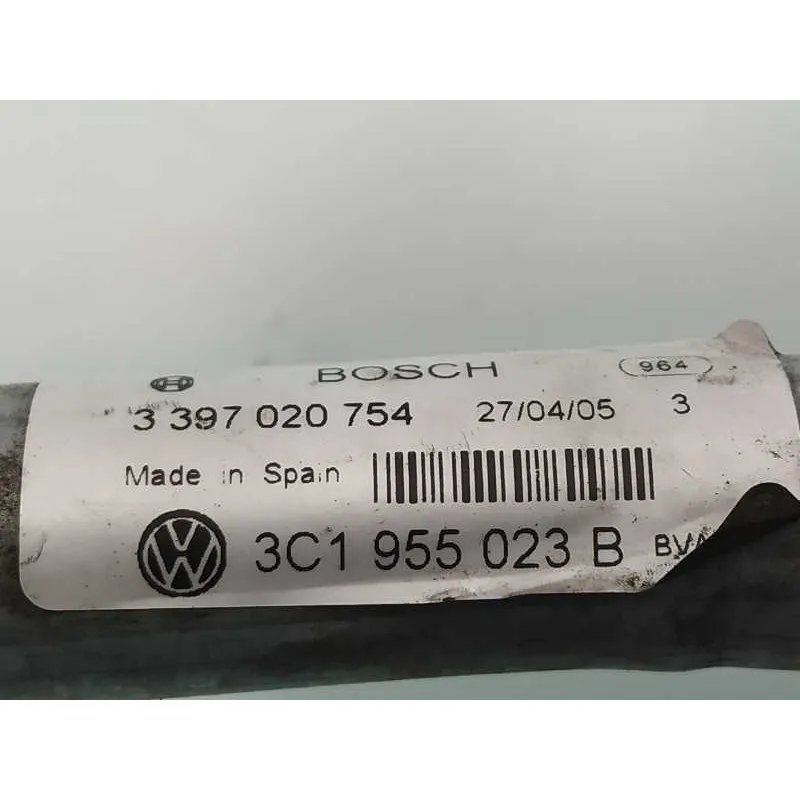 BOSCH 964
3 397 020 754 27/04/05 3
Made in Spain
3C1 955 023 B